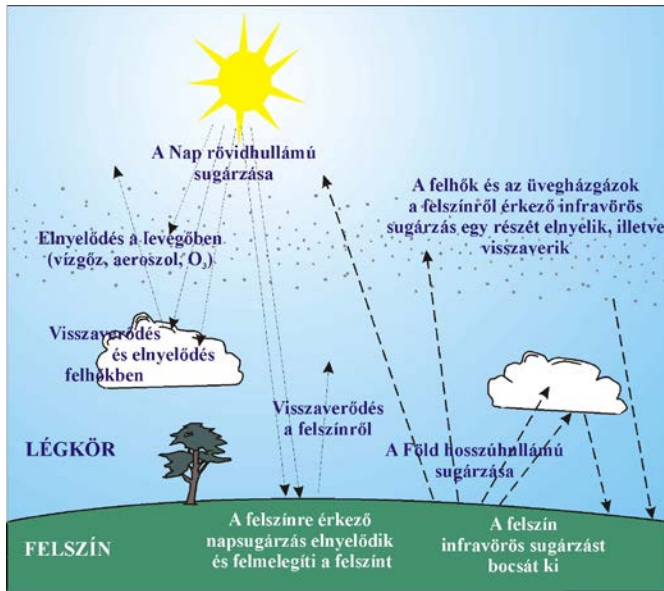 A Nap rövidhullámú
sugárzása
A felhők és az üvegházgázok
a felszínről érkező infravörös
sugárzás egy részét elnyelik, illetve
visszaverik
Elnyelődés a levegőben
(vízgőz, aeroszol, O₃)
Visszaverődés
és elnyelődés
felhőkben
Visszaverődés
a felszínről
LÉGKÖR
A Föld hosszúhullámú
sugárzása
FELSZÍN
A felszínre érkező
napsugárzás elnyelődik
és felmelegíti a felszínt
A felszín
infravörös sugárzást
bocsát ki